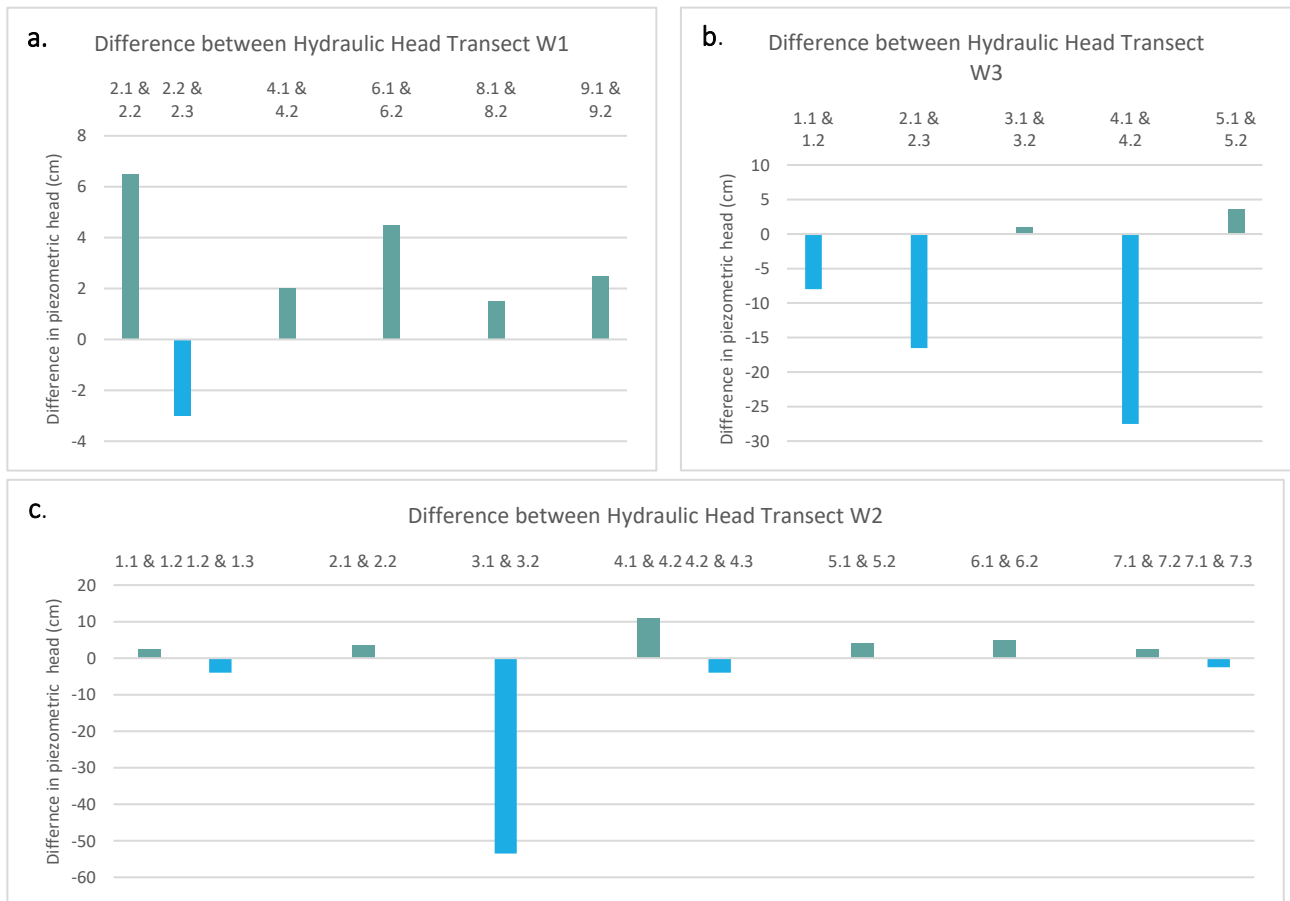 a.
Difference between Hydraulic Head Transect W1
2.1 & 2.2 & 4.1 & 6.1 & 8.1 & 9.1 &
2.2 2.3 4.2 6.2 8.2 9.2
8
6
4
2
0
-2
-4
Difference in piezometric head (cm)
b.
Difference between Hydraulic Head Transect
W3
1.1 & 2.1 & 3.1 & 4.1 & 5.1 &
1.2 2.3 3.2 4.2 5.2
10
5
0
-5
-10
-15
-20
-25
-30
Difference in piezometric head (cm)
c.
Difference between Hydraulic Head Transect W2
1.1 & 1.2 1.2 & 1.3 2.1 & 2.2 3.1 & 3.2 4.1 & 4.2 4.2 & 4.3 5.1 & 5.2 6.1 & 6.2 7.1 & 7.2 7.1 & 7.3
20
10
0
-10
-20
-30
-40
-50
-60
Differnce in piezometric head (cm)